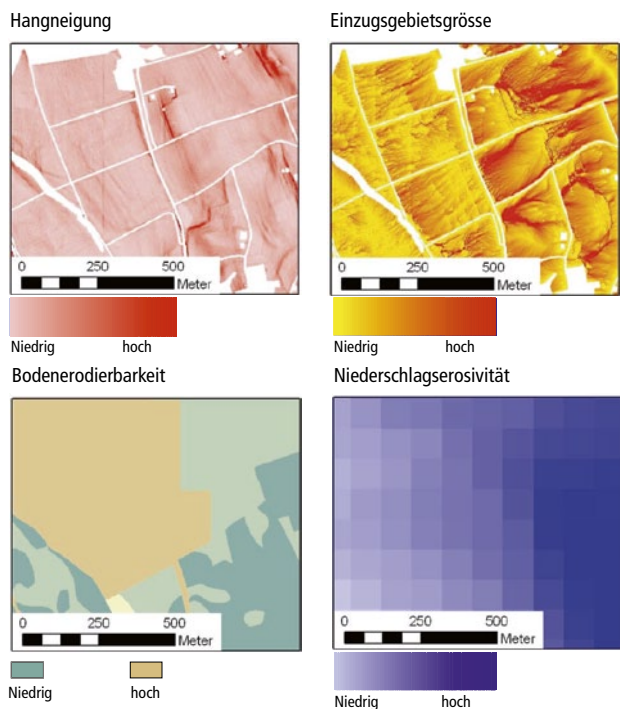 Hangneigung
0 250 500
Meter
Niedrig hoch
Einzugsgebietsgrösse
0 250 500
Meter
Niedrig hoch
Bodenerodierbarkeit
0 250 500
Meter
Niedrig hoch
Niederschlagserosivität
0 250 500
Meter
Niedrig hoch